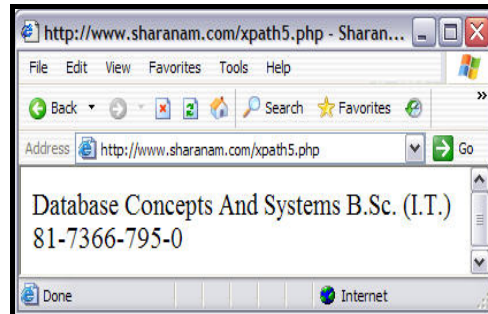 http://www.sharanam.com/xpath5.php - Sharan...
File Edit View Favorites Tools Help
Back Search Favorites »
Address http://www.sharanam.com/xpath5.php Go
Database Concepts And Systems B.Sc. (I.T.)
81-7366-795-0
Done Internet